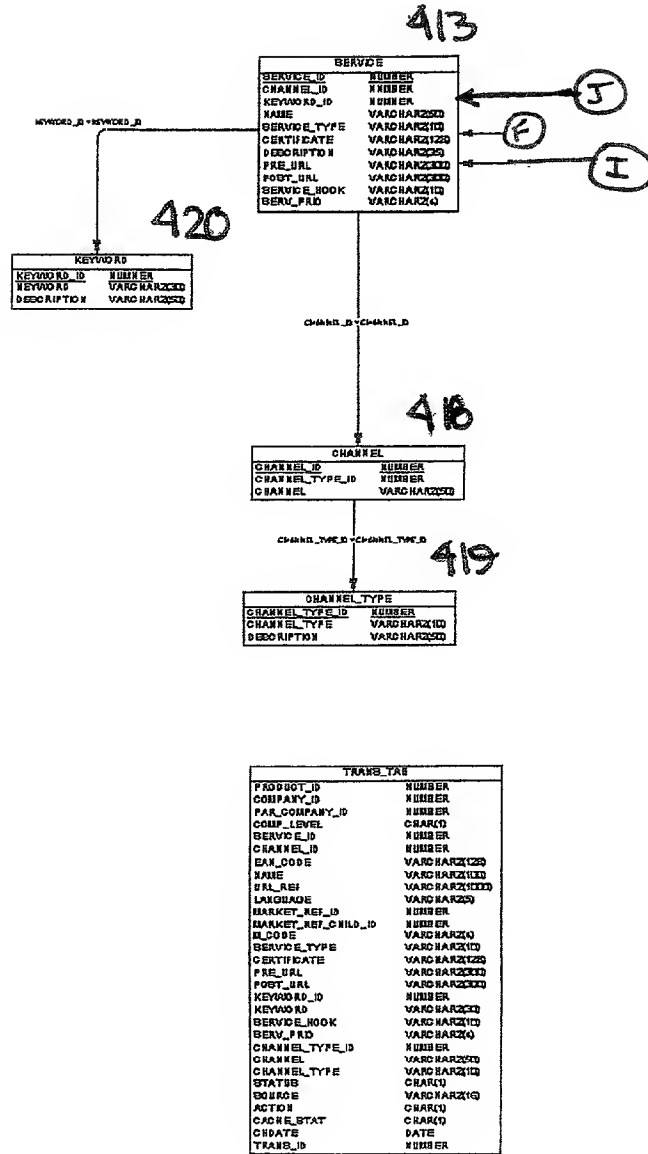 413
SERVICE
SERVICE_ID NUMBER
CHANNEL_ID NUMBER
KEYWORD_ID NUMBER
NAME VARCHAR2(50)
SERVICE_TYPE VARCHAR2(10)
CERTIFICATE VARCHAR2(128)
DESCRIPTION VARCHAR2(25)
PRE_URL VARCHAR2(300)
POST_URL VARCHAR2(300)
SERVICE_HOOK VARCHAR2(10)
SERV_PRIO VARCHAR2(4)
J
F
I
KEYWORD_ID = KEYWORD_ID
420
KEYWORD
KEYWORD_ID NUMBER
KEYWORD VARCHAR2(30)
DESCRIPTION VARCHAR2(50)
CHANNEL_ID = CHANNEL_ID
418
CHANNEL
CHANNEL_ID NUMBER
CHANNEL_TYPE_ID NUMBER
CHANNEL VARCHAR2(50)
CHANNEL_TYPE_ID = CHANNEL_TYPE_ID
419
CHANNEL_TYPE
CHANNEL_TYPE_ID NUMBER
CHANNEL_TYPE VARCHAR2(10)
DESCRIPTION VARCHAR2(50)
TRANS_TAB
PRODUCT_ID NUMBER
COMPANY_ID NUMBER
PAR_COMPANY_ID NUMBER
COMP_LEVEL CHAR(1)
SERVICE_ID NUMBER
CHANNEL_ID NUMBER
EAN_CODE VARCHAR2(128)
NAME VARCHAR2(100)
URL_REF VARCHAR2(1000)
LANGUAGE VARCHAR2(5)
MARKET_REF_ID NUMBER
MARKET_REF_CHILD_ID NUMBER
M_CODE VARCHAR2(4)
SERVICE_TYPE VARCHAR2(10)
CERTIFICATE VARCHAR2(128)
PRE_URL VARCHAR2(300)
POST_URL VARCHAR2(300)
KEYWORD_ID NUMBER
KEYWORD VARCHAR2(30)
SERVICE_HOOK VARCHAR2(10)
SERV_PRIO VARCHAR2(4)
CHANNEL_TYPE_ID NUMBER
CHANNEL VARCHAR2(50)
CHANNEL_TYPE VARCHAR2(10)
STATUS CHAR(1)
SOURCE VARCHAR2(16)
ACTION CHAR(1)
CACHE_STAT CHAR(1)
CHDATE DATE
TRANS_ID NUMBER